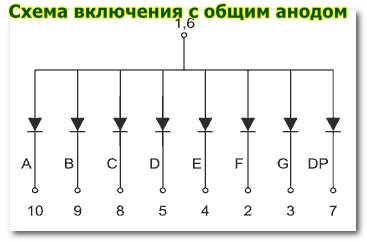 Схема включения с общим анодом
1,6
A B C D E F G DP
10 9 8 5 4 2 3 7